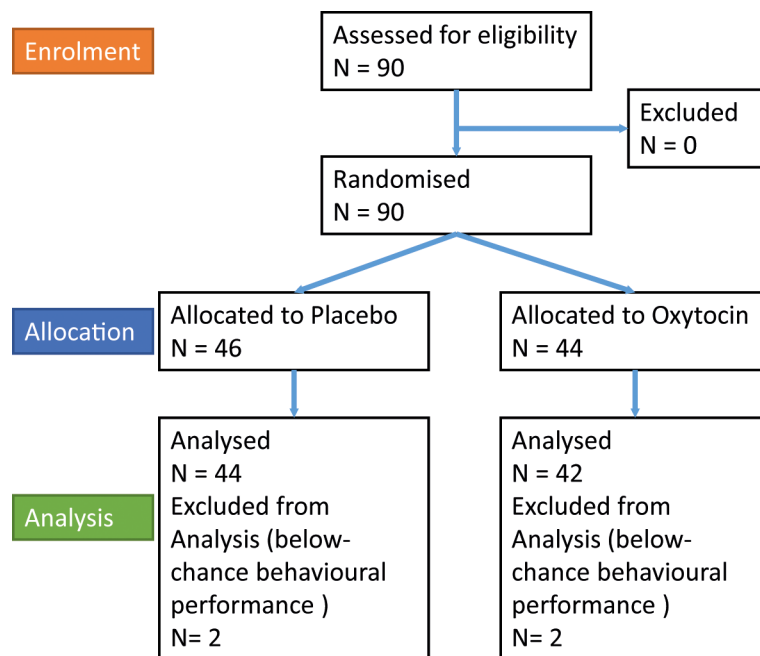 Enrolment
Assessed for eligibility
N = 90
Excluded
N = 0
Randomised
N = 90
Allocation
Allocated to Placebo
N = 46
Allocated to Oxytocin
N = 44
Analysis
Analysed
N = 44
Excluded from
Analysis (below-
chance behavioural
performance )
N= 2
Analysed
N = 42
Excluded from
Analysis (below-
chance behavioural
performance )
N= 2